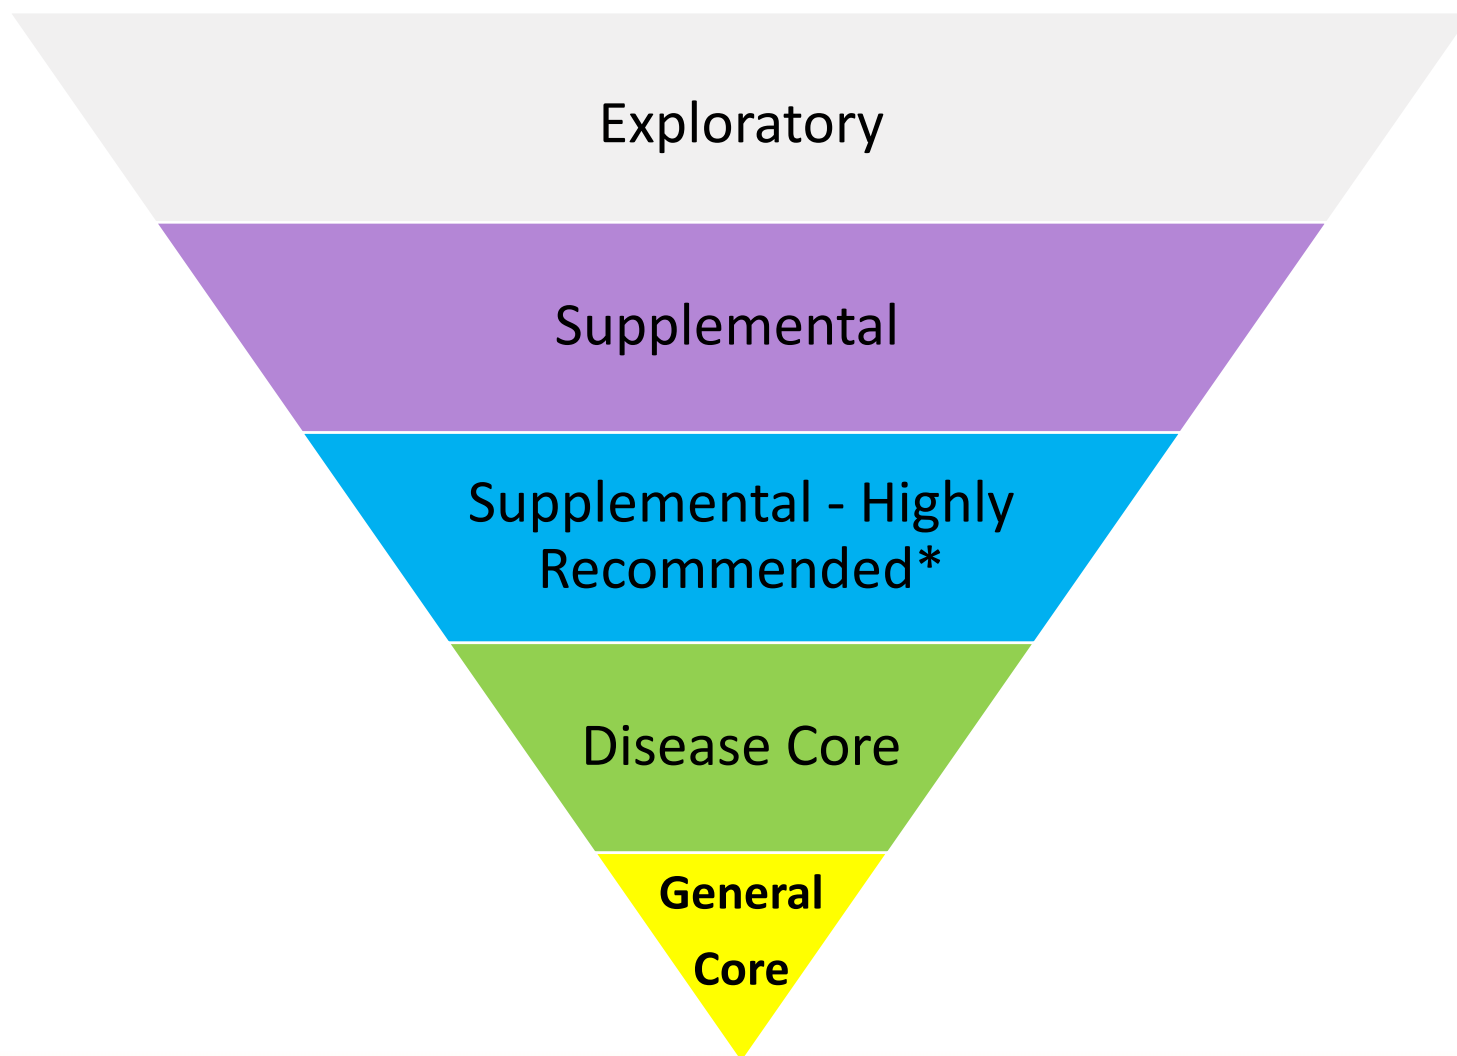 Exploratory
Supplemental
Supplemental - Highly
Recommended*
Disease Core
General
Core